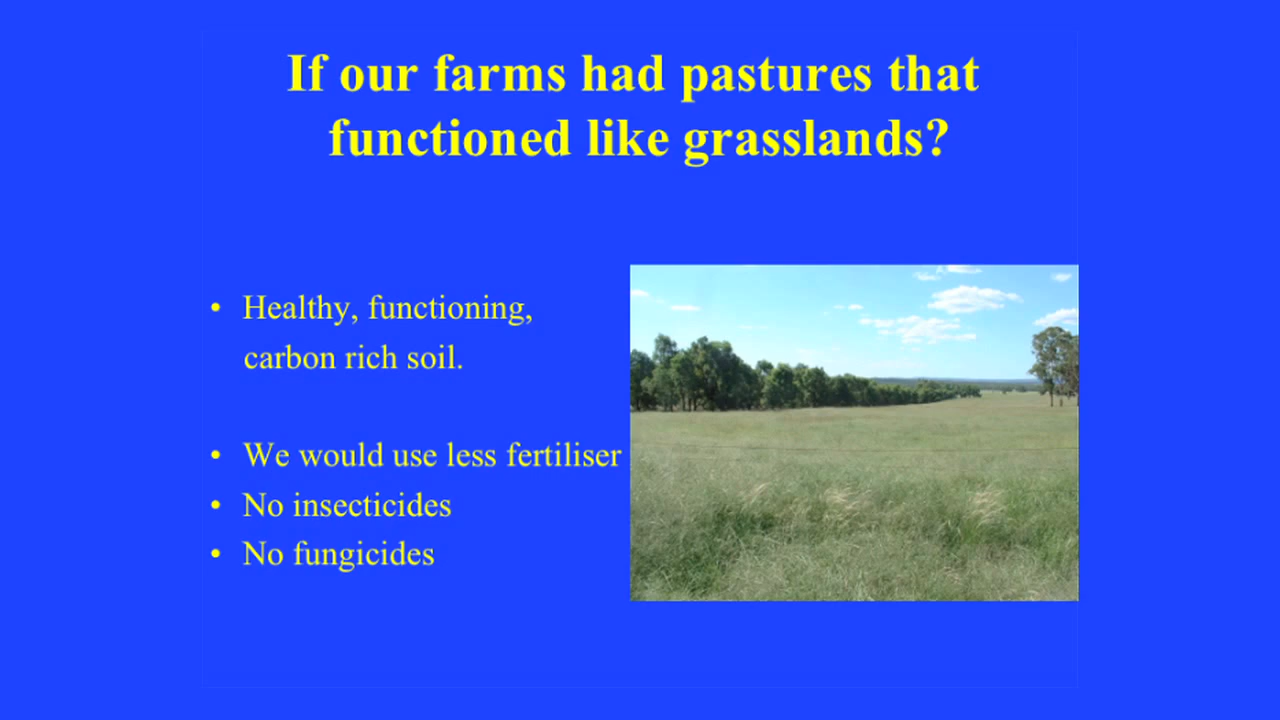 If our farms had pastures that
functioned like grasslands?
• Healthy, functioning,
carbon rich soil.
• We would use less fertiliser
• No insecticides
• No fungicides